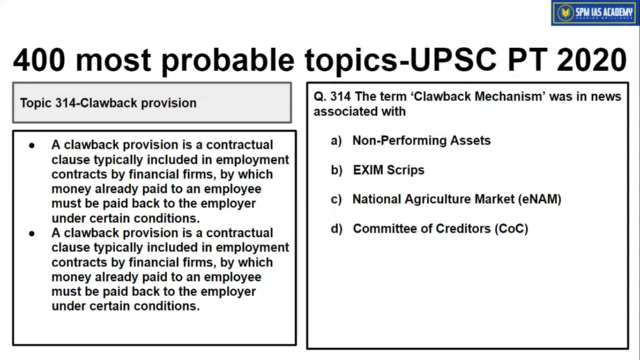 SPM IAS ACADEMY
400 most probable topics-UPSC PT 2020
Topic 314-Clawback provision
● A clawback provision is a contractual
clause typically included in employment
contracts by financial firms, by which
money already paid to an employee
must be paid back to the employer
under certain conditions.
● A clawback provision is a contractual
clause typically included in employment
contracts by financial firms, by which
money already paid to an employee
must be paid back to the employer
under certain conditions.
Q. 314 The term ‘Clawback Mechanism’ was in news
associated with
a) Non-Performing Assets
b) EXIM Scrips
c) National Agriculture Market (eNAM)
d) Committee of Creditors (CoC)